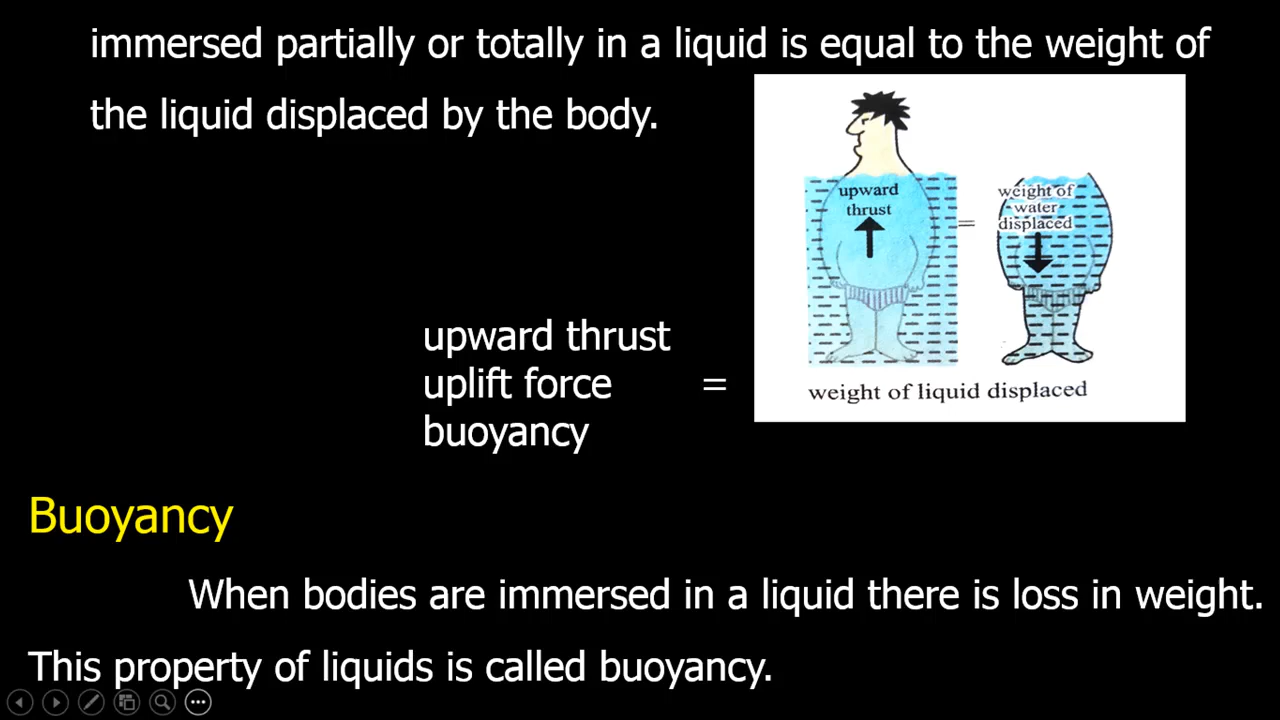 immersed partially or totally in a liquid is equal to the weight of
the liquid displaced by the body.
upward
thrust
=
weight of
water
displaced
weight of liquid displaced
upward thrust
uplift force =
buoyancy
Buoyancy
When bodies are immersed in a liquid there is loss in weight.
This property of liquids is called buoyancy.